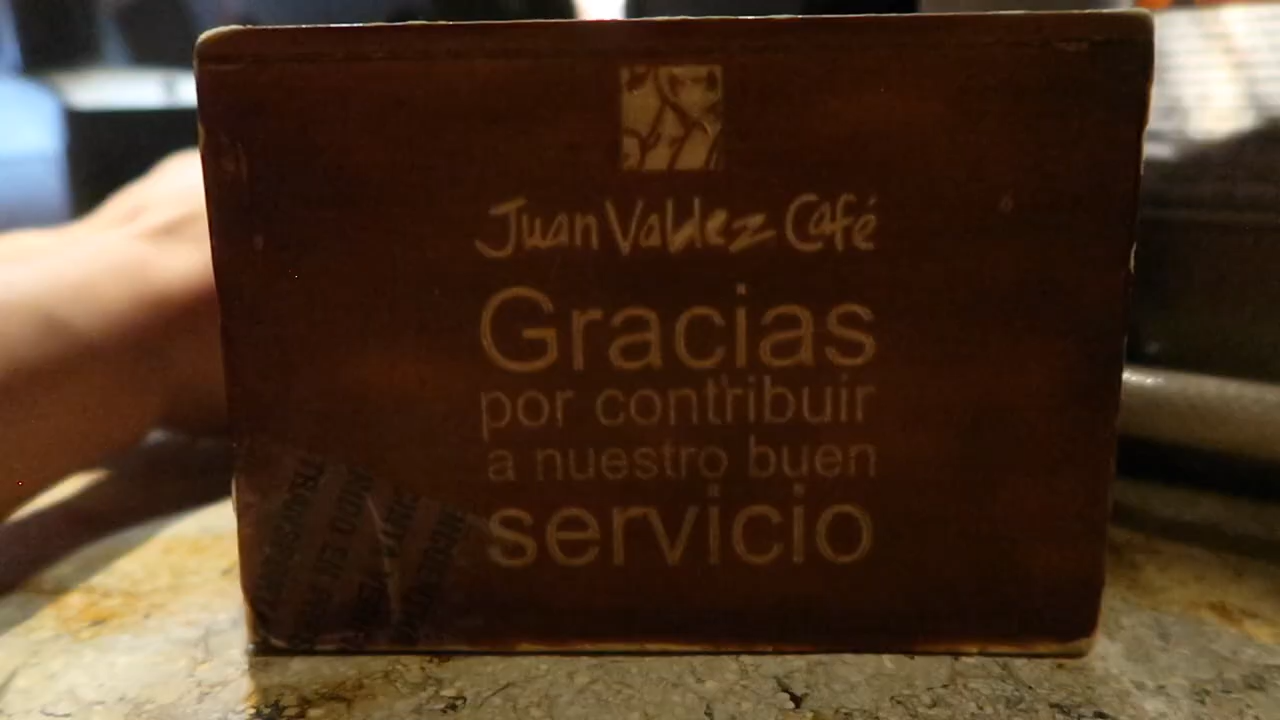 Juan Valdez Café
Gracias
por contribuir
a nuestro buen
servicio